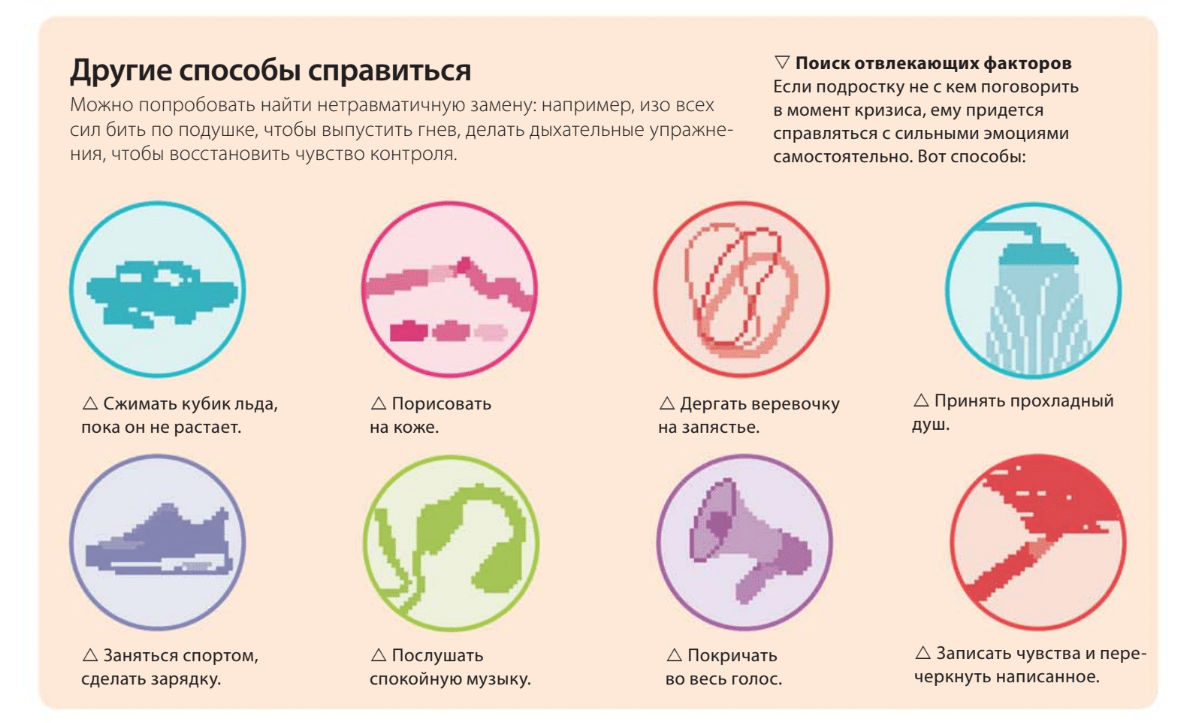 Другие способы справиться
Можно попробовать найти нетравматичную замену: например, изо всех
сил бить по подушке, чтобы выпустить гнев, делать дыхательные упражне-
ния, чтобы восстановить чувство контроля.
▽ Поиск отвлекающих факторов
Если подростку не с кем поговорить
в момент кризиса, ему придется
справляться с сильными эмоциями
самостоятельно. Вот способы:
△ Сжимать кубик льда,
пока он не растает.
△ Порисовать
на коже.
△ Дергать веревочку
на запястье.
△ Принять прохладный
душ.
△ Заняться спортом,
сделать зарядку.
△ Послушать
спокойную музыку.
△ Покричать
во весь голос.
△ Записать чувства и пере-
черкнуть написанное.